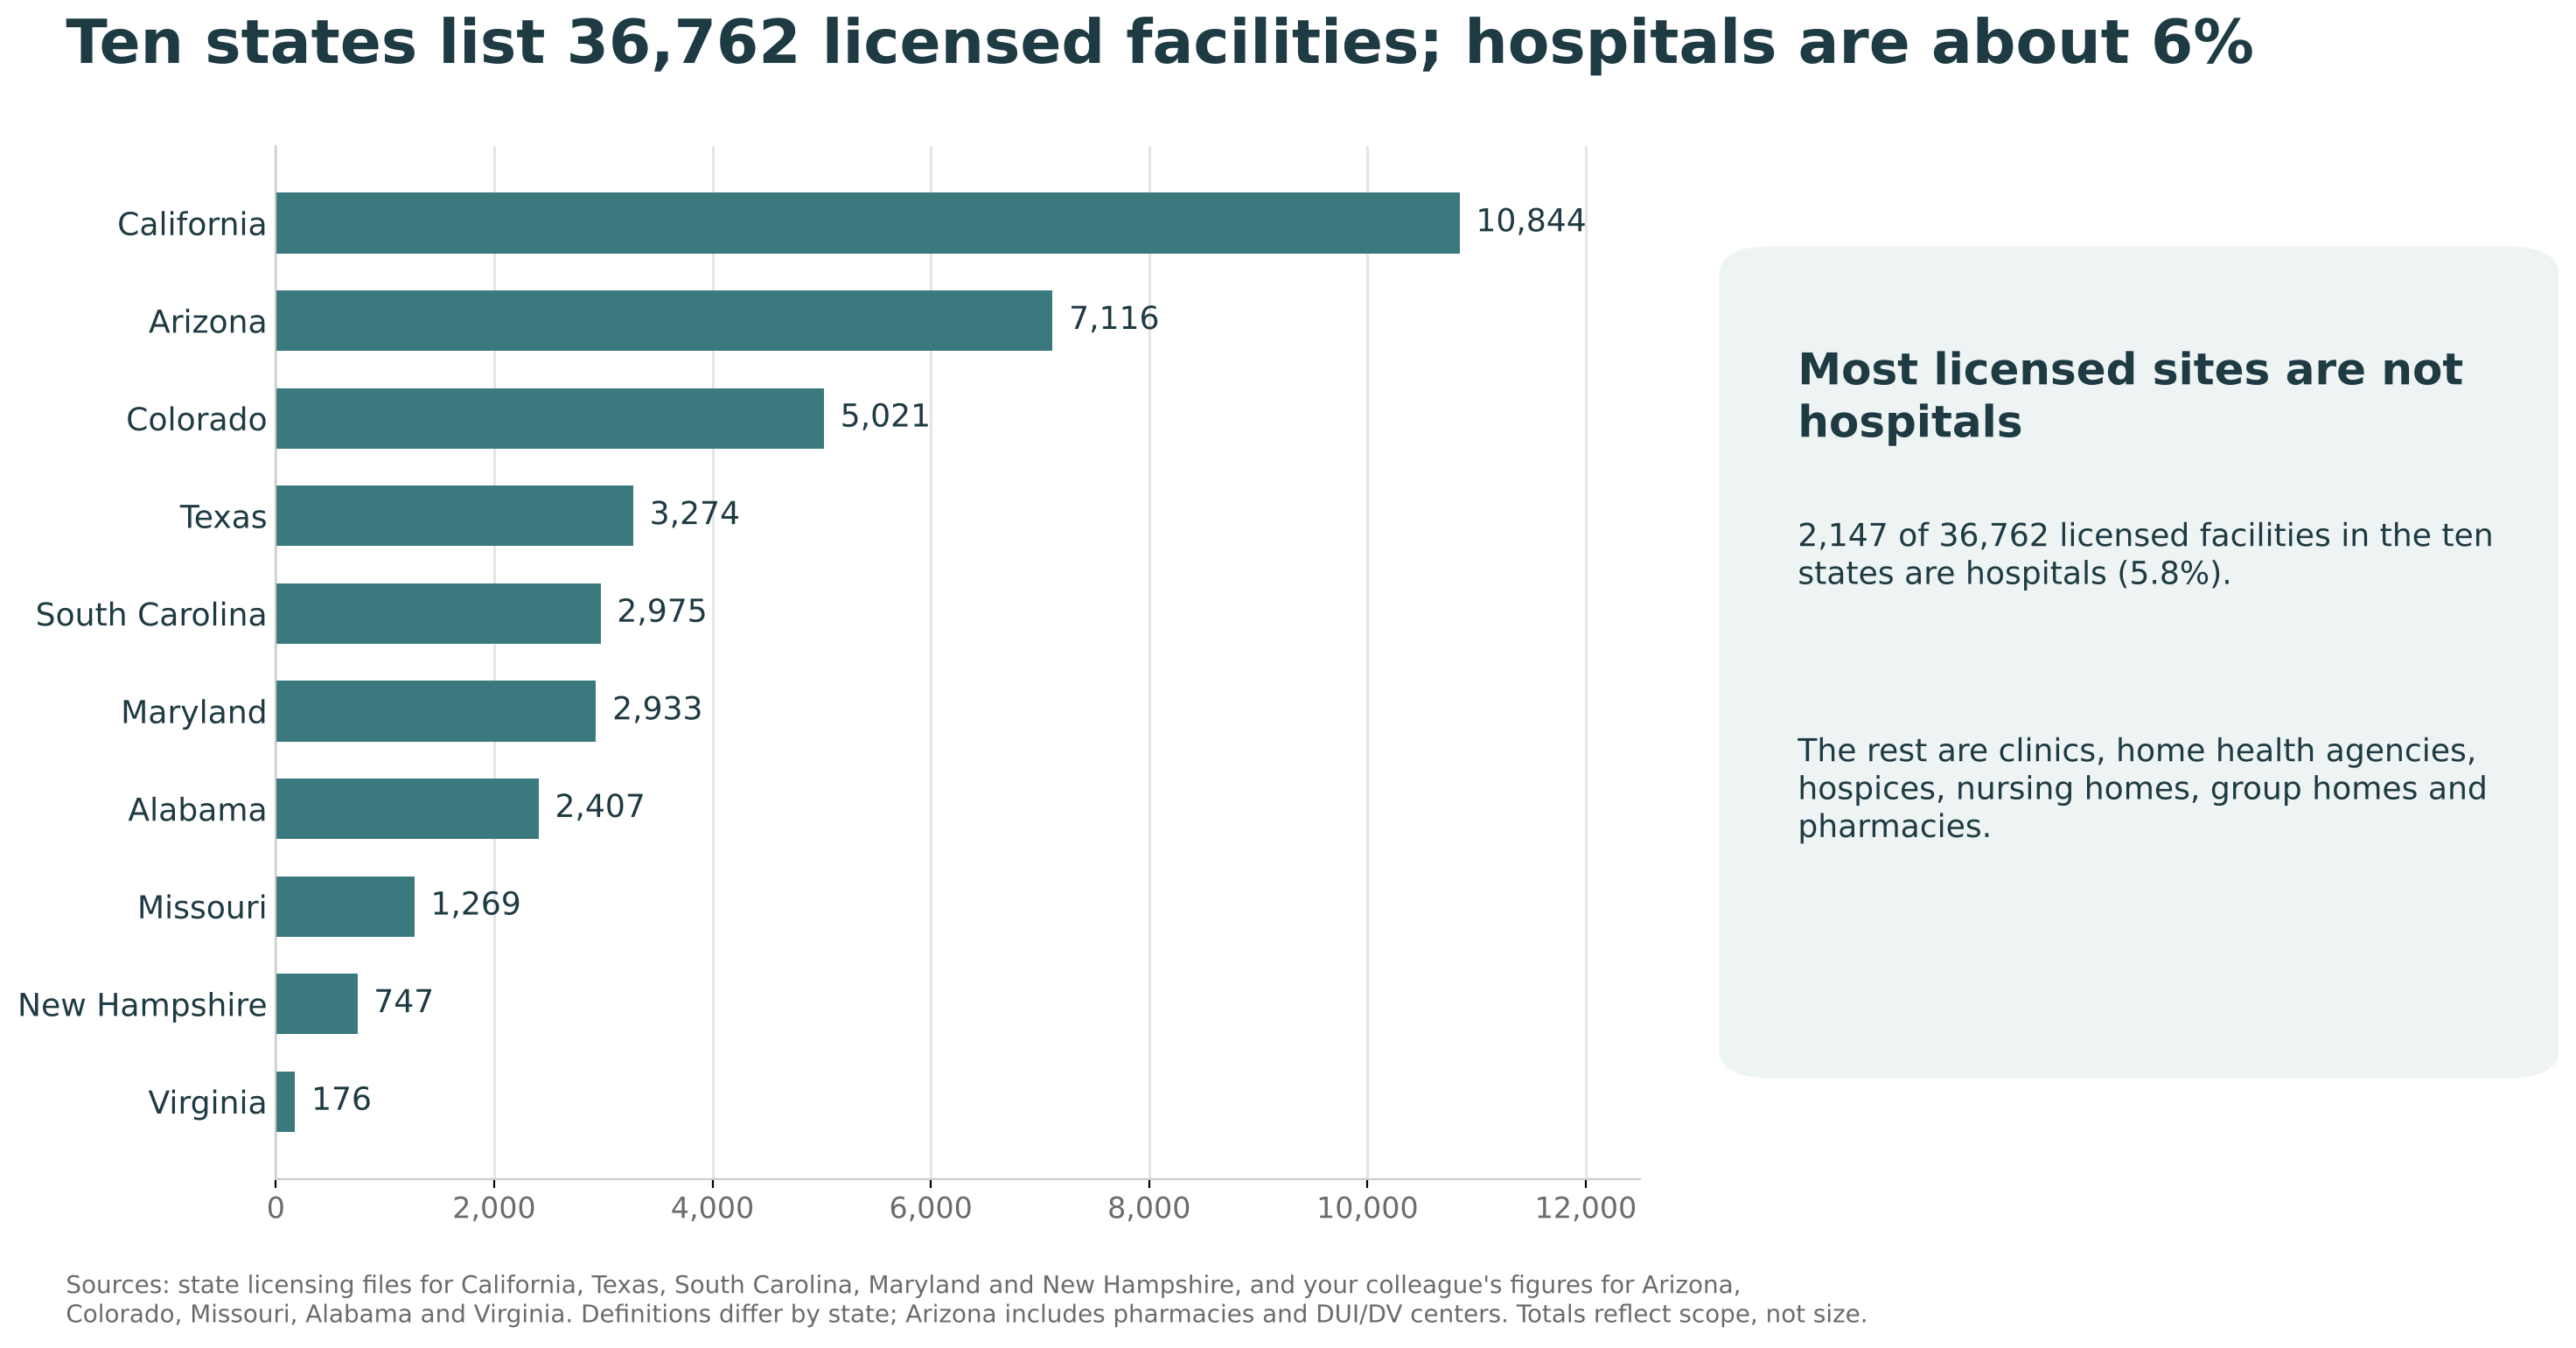 Ten states list 36,762 licensed facilities; hospitals are about 6%
California
10,844
Arizona
7,116
Colorado
5,021
Texas
3,274
South Carolina
2,975
Maryland
2,933
Alabama
2,407
Missouri
1,269
New Hampshire
747
Virginia
176
0
2,000
4,000
6,000
8,000
10,000
12,000
Most licensed sites are not
hospitals
2,147 of 36,762 licensed facilities in the ten
states are hospitals (5.8%).
The rest are clinics, home health agencies,
hospices, nursing homes, group homes and
pharmacies.
Sources: state licensing files for California, Texas, South Carolina, Maryland and New Hampshire, and your colleague's figures for Arizona,
Colorado, Missouri, Alabama and Virginia. Definitions differ by state; Arizona includes pharmacies and DUI/DV centers. Totals reflect scope, not size.